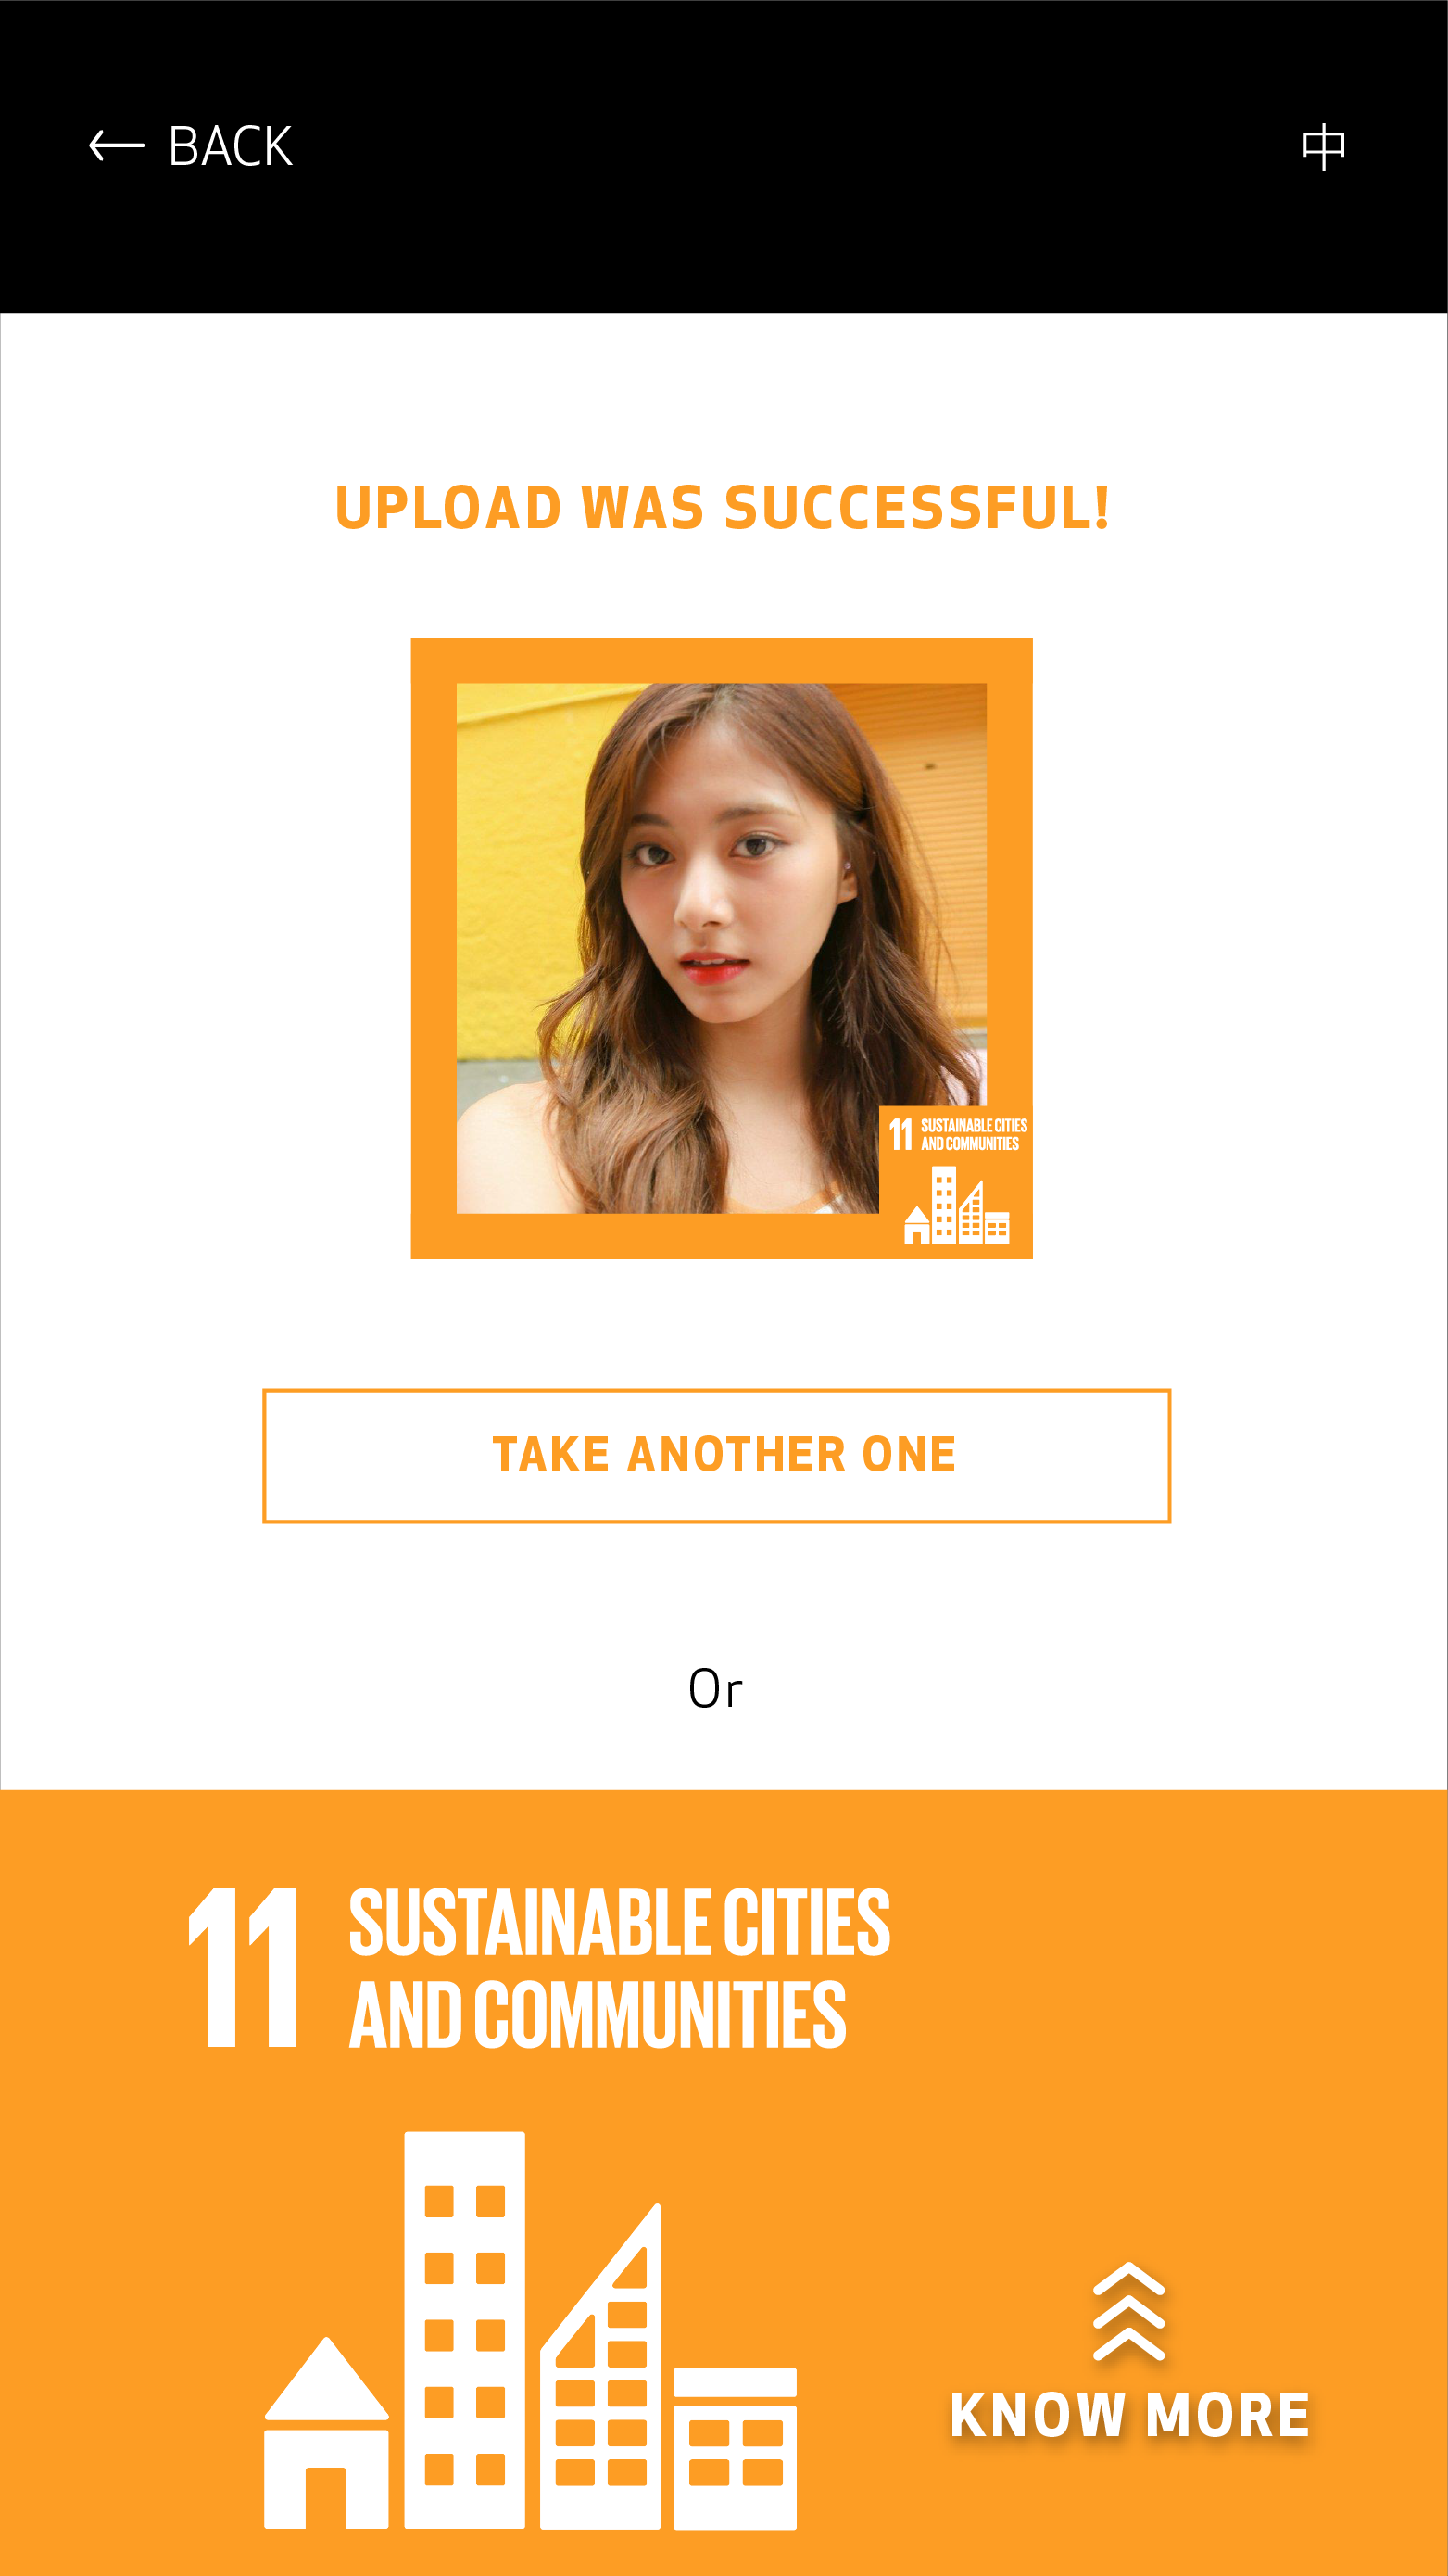 ← BACK
中
UPLOAD WAS SUCCESSFUL!
11 SUSTAINABLE CITIES
AND COMMUNITIES
TAKE ANOTHER ONE
Or
11 SUSTAINABLE CITIES
AND COMMUNITIES
KNOW MORE